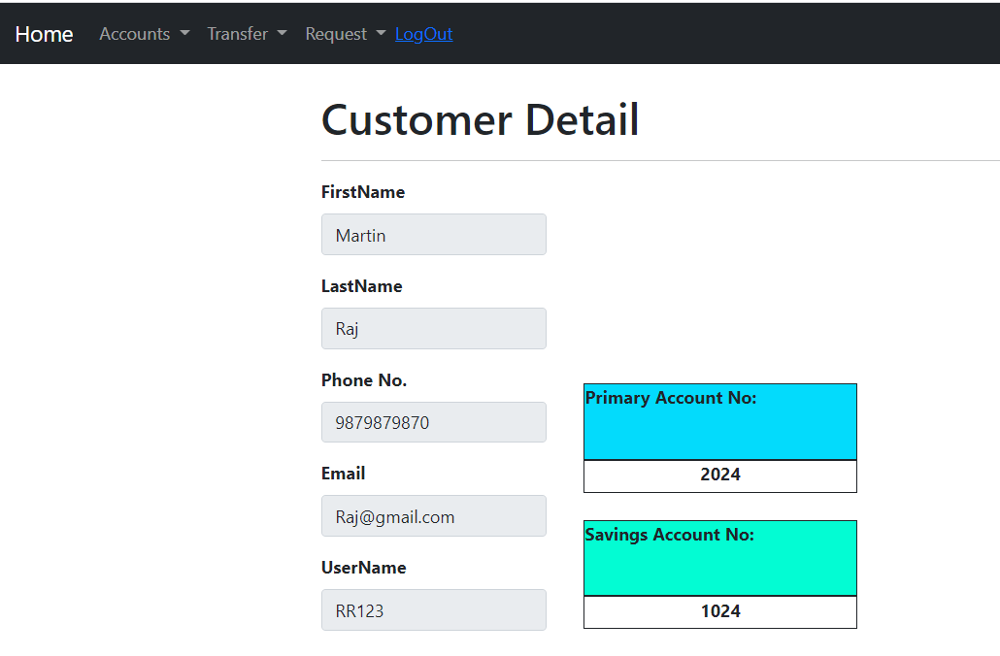 Home Accounts Transfer Request LogOut
Customer Detail
FirstName
Martin
LastName
Raj
Phone No.
9879879870
Email
Raj@gmail.com
UserName
RR123
Primary Account No:
2024
Savings Account No:
1024